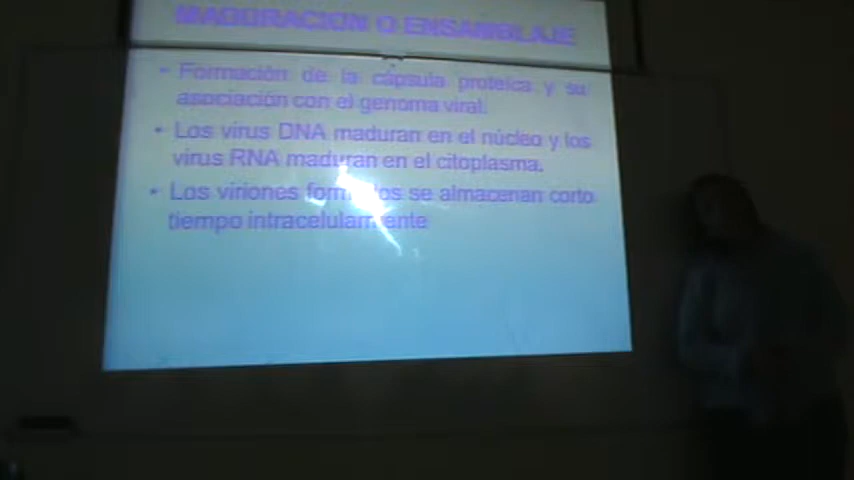 MADURACION O ENSAMBLAJE
• Formación de la cápsula proteica y su
asociación con el genoma viral.
• Los virus DNA maduran en el núcleo y los
virus RNA maduran en el citoplasma.
• Los viriones formados se almacenan corto
tiempo intracelularmente